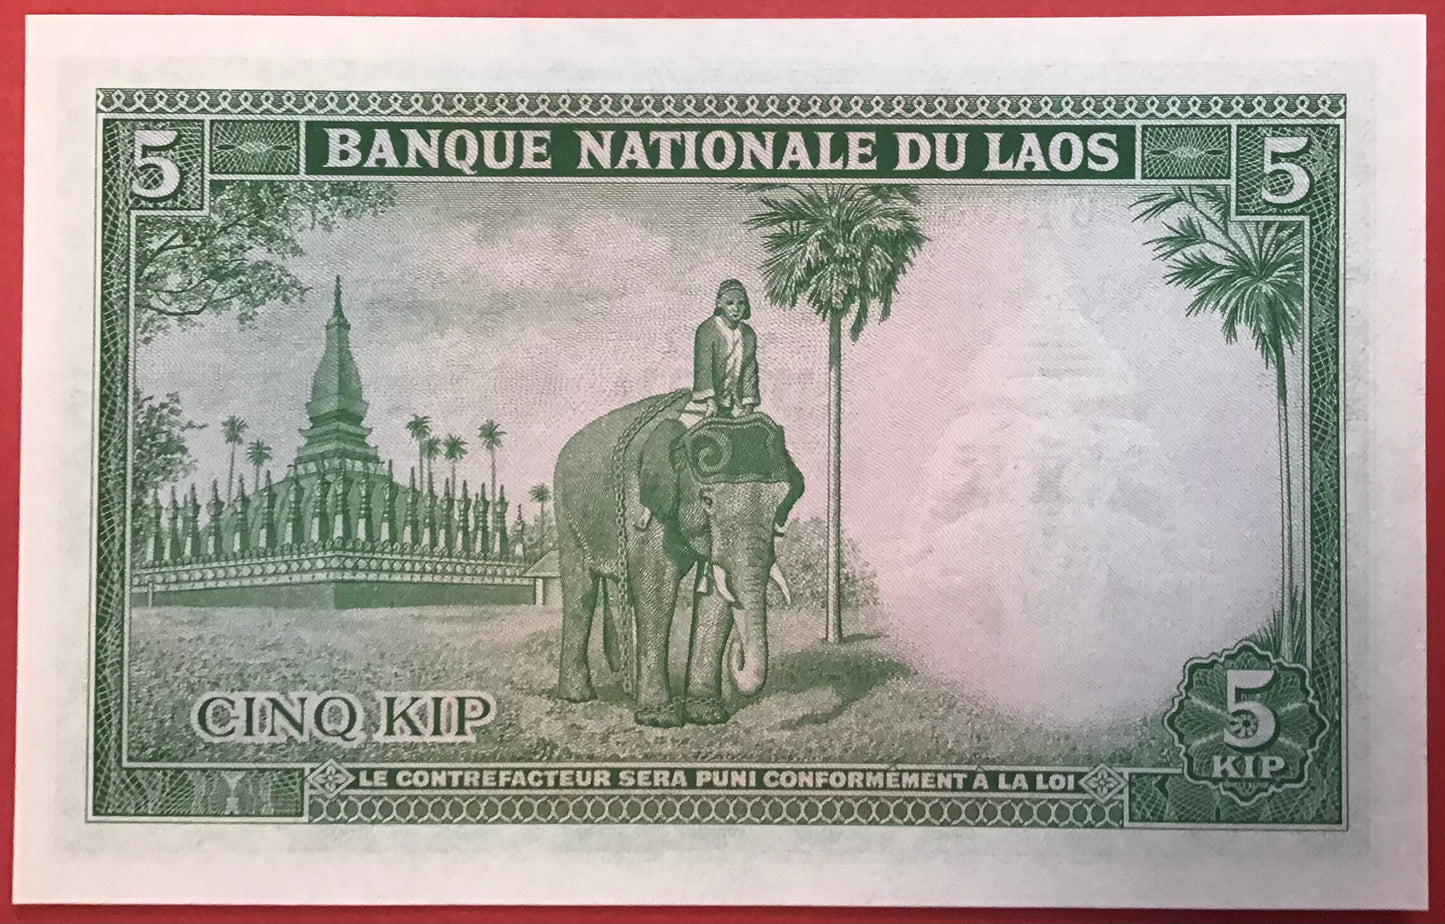 5 BANQUE NATIONALE DU LAOS 5
CINQ KIP
5
KIP
LE CONTREFACTEUR SERA PUNI CONFORMÉMENT À LA LOI